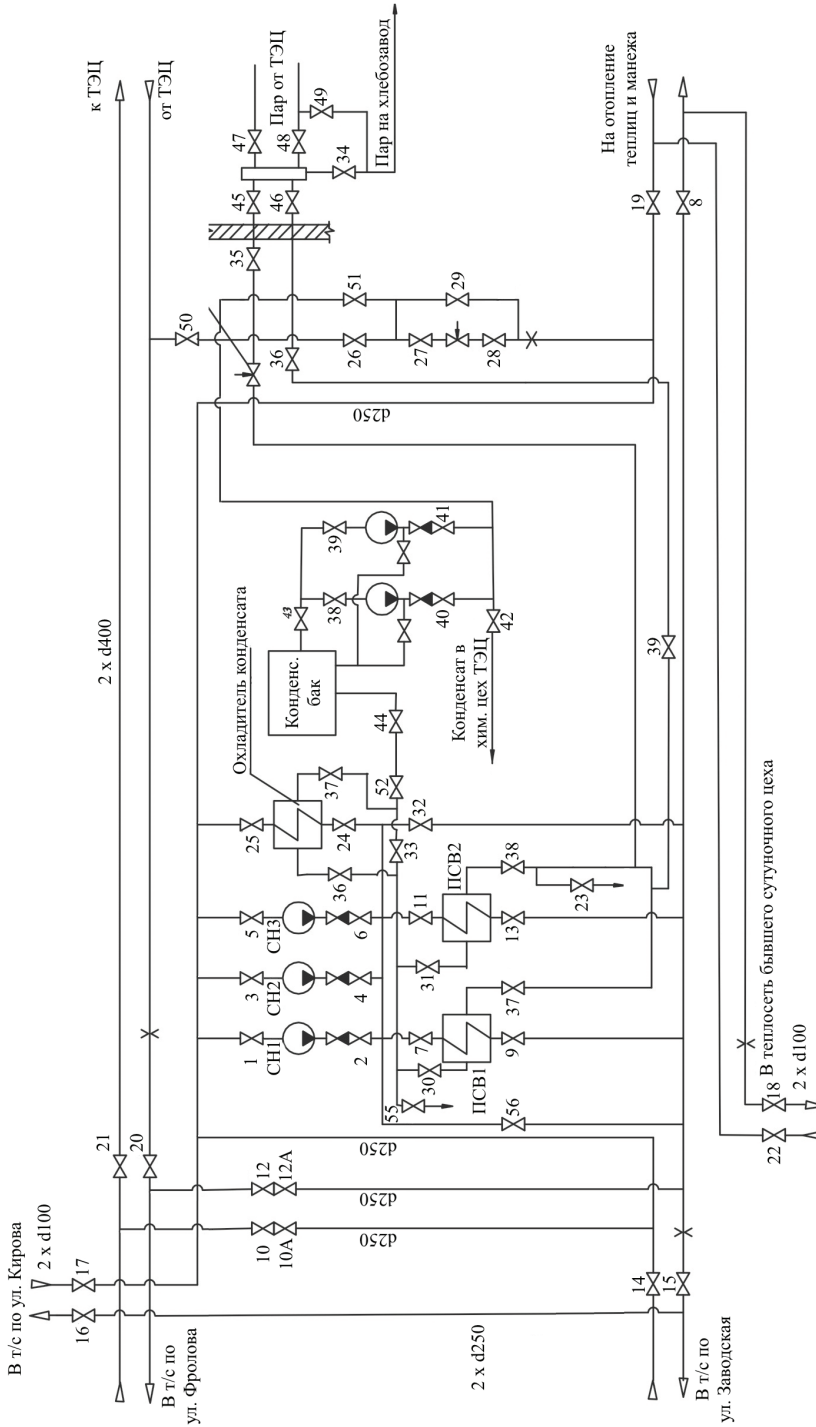 В т/с по ул. Кирова
2 x d100
16
17
21
20
В т/с по
ул. Фролова
10
10А
12
12А
d250
d250
d250
2 x d250
14
15
В т/с по
ул. Заводская
2 x d400
к ТЭЦ
от ТЭЦ
1
СН1
2
3
СН2
4
5
СН3
6
7
9
ПСВ1
30
55
56
11
13
ПСВ2
31
37
38
23
25
24
36
37
33
32
52
44
Охладитель конденсата
Конденс.
бак
43
38
39
40
41
42
Конденсат в
хим. цех ТЭЦ
d250
50
26
51
27
28
29
36
35
45
46
47
48
49
34
Пар от ТЭЦ
Пар на хлебозавод
На отопление
теплиц и манежа
19
8
39
В теплосеть бывшего сутуночного цеха
18
22
2 x d100